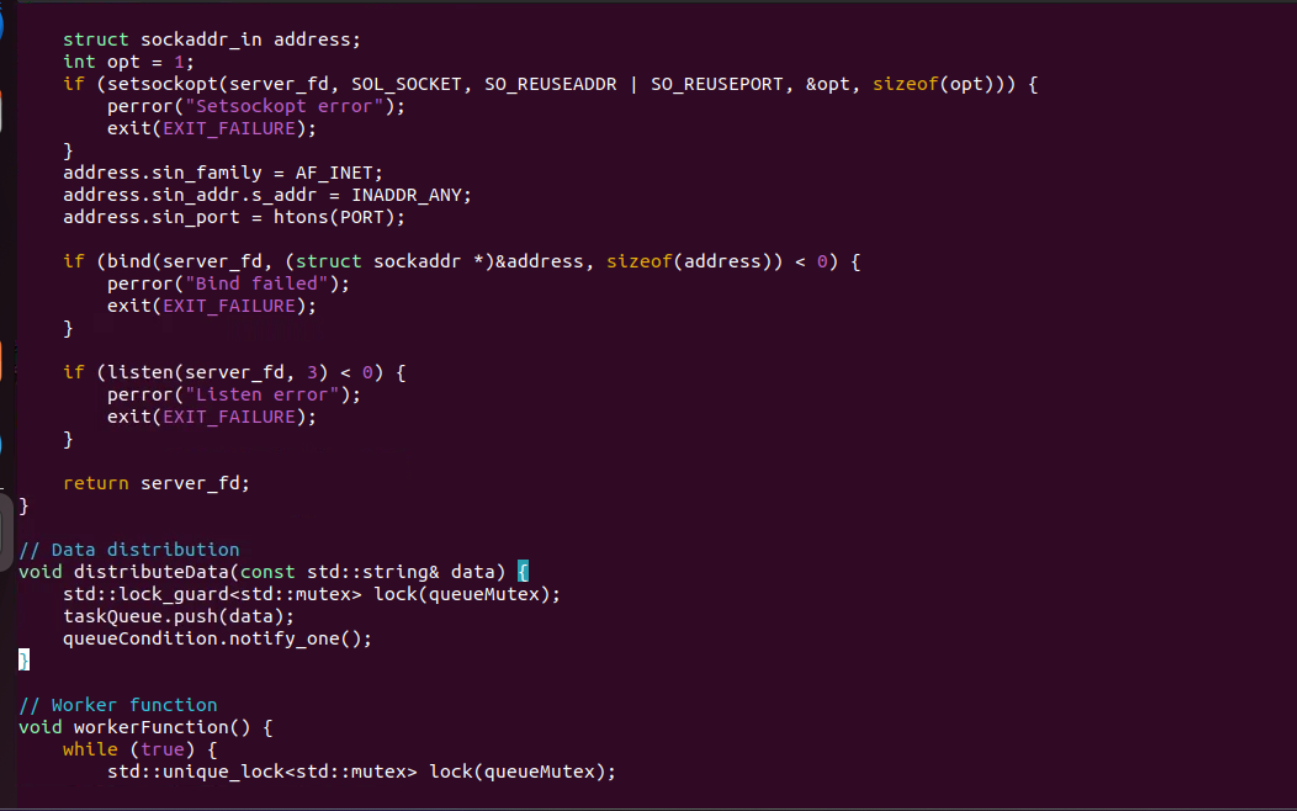 struct sockaddr_in address;
    int opt = 1;
    if (setsockopt(server_fd, SOL_SOCKET, SO_REUSEADDR | SO_REUSEPORT, &opt, sizeof(opt))) {
        perror("Setsockopt error");
        exit(EXIT_FAILURE);
    }
    address.sin_family = AF_INET;
    address.sin_addr.s_addr = INADDR_ANY;
    address.sin_port = htons(PORT);

    if (bind(server_fd, (struct sockaddr *)&address, sizeof(address)) < 0) {
        perror("Bind failed");
        exit(EXIT_FAILURE);
    }

    if (listen(server_fd, 3) < 0) {
        perror("Listen error");
        exit(EXIT_FAILURE);
    }

    return server_fd;
}

// Data distribution
void distributeData(const std::string& data) {
    std::lock_guard<std::mutex> lock(queueMutex);
    taskQueue.push(data);
    queueCondition.notify_one();
}

// Worker function
void workerFunction() {
    while (true) {
        std::unique_lock<std::mutex> lock(queueMutex);